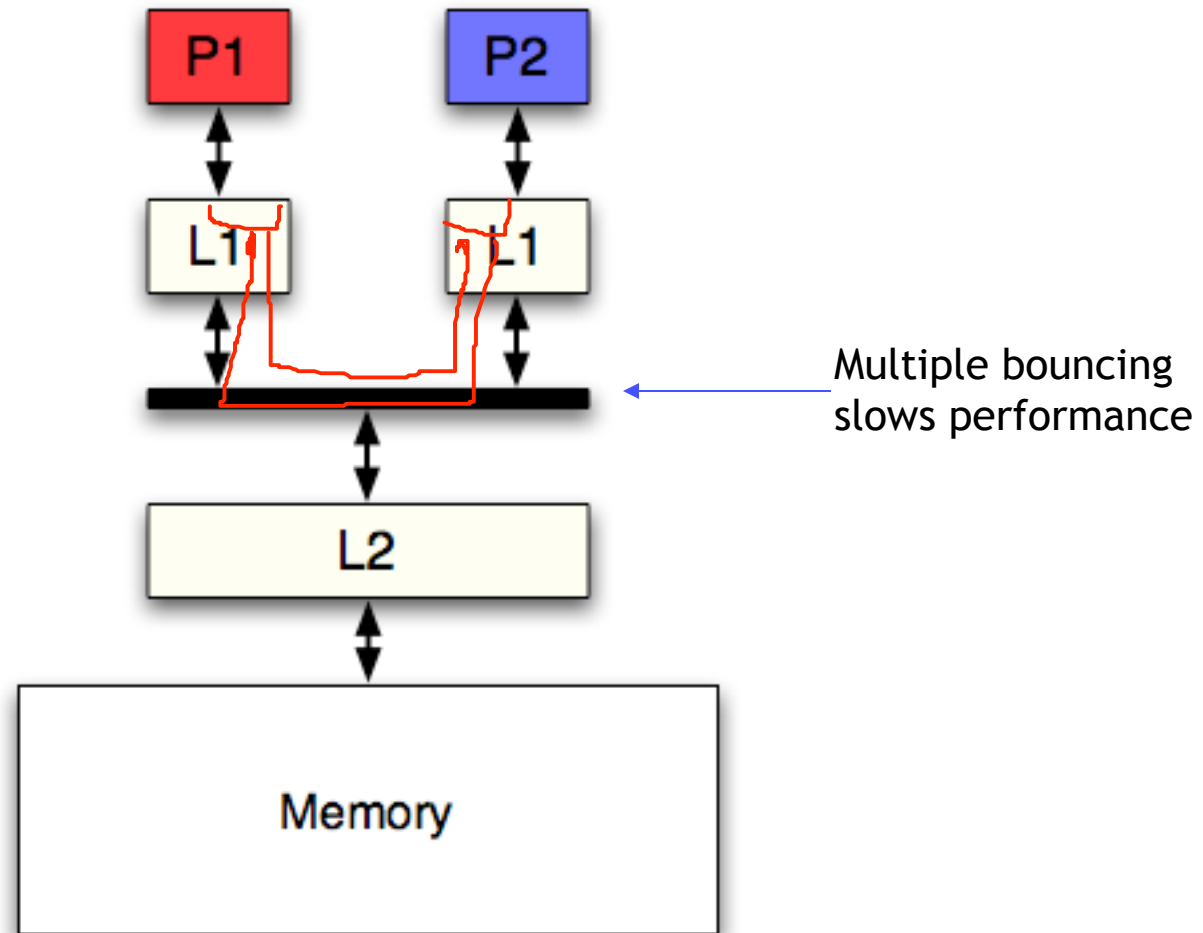 P1
P2
L1
L1
Multiple bouncing
slows performance
L2
Memory